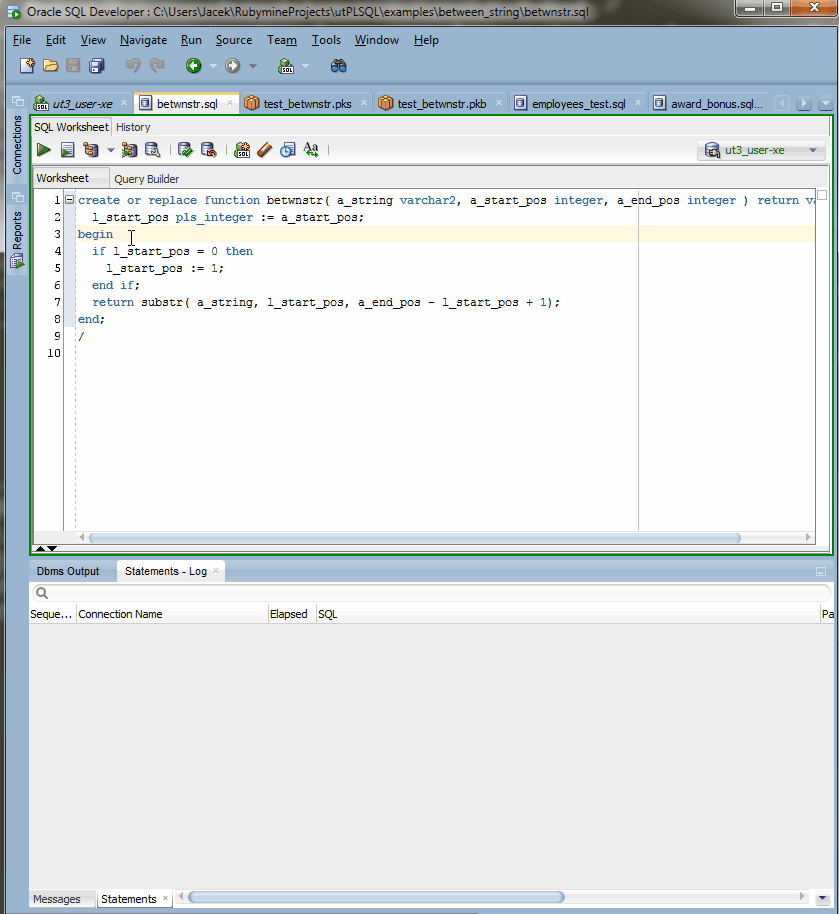 Oracle SQL Developer : C:\Users\Jacek\RubymineProjects\utPLSQL\examples\between_string\betwnstr.sql
File Edit View Navigate Run Source Team Tools Window Help
ut3_user-xe betwnstr.sql test_betwnstr.pks test_betwnstr.pkb employees_test.sql award_bonus.sql...
Connections
Reports
SQL Worksheet History
ut3_user-xe
Worksheet Query Builder
1 create or replace function betwnstr( a_string varchar2, a_start_pos integer, a_end_pos integer ) return va
2 l_start_pos pls_integer := a_start_pos;
3 begin
4 if l_start_pos = 0 then
5 l_start_pos := 1;
6 end if;
7 return substr( a_string, l_start_pos, a_end_pos - l_start_pos + 1);
8 end;
9 /
10
Dbms Output Statements - Log
Seque... Connection Name Elapsed SQL Pa
Messages Statements